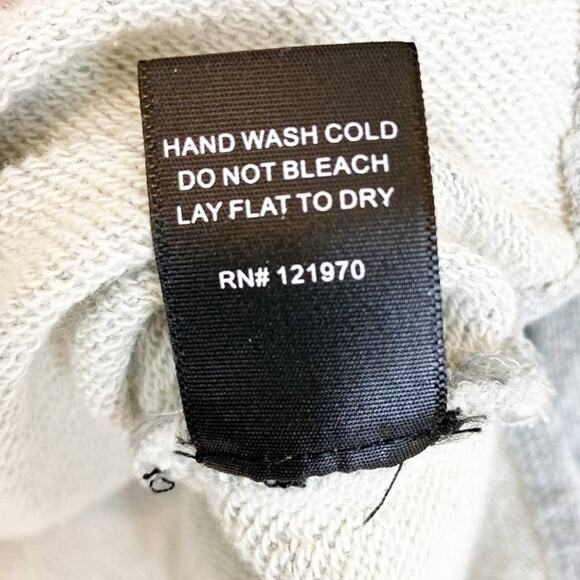 HAND WASH COLD
DO NOT BLEACH
LAY FLAT TO DRY
RN# 121970